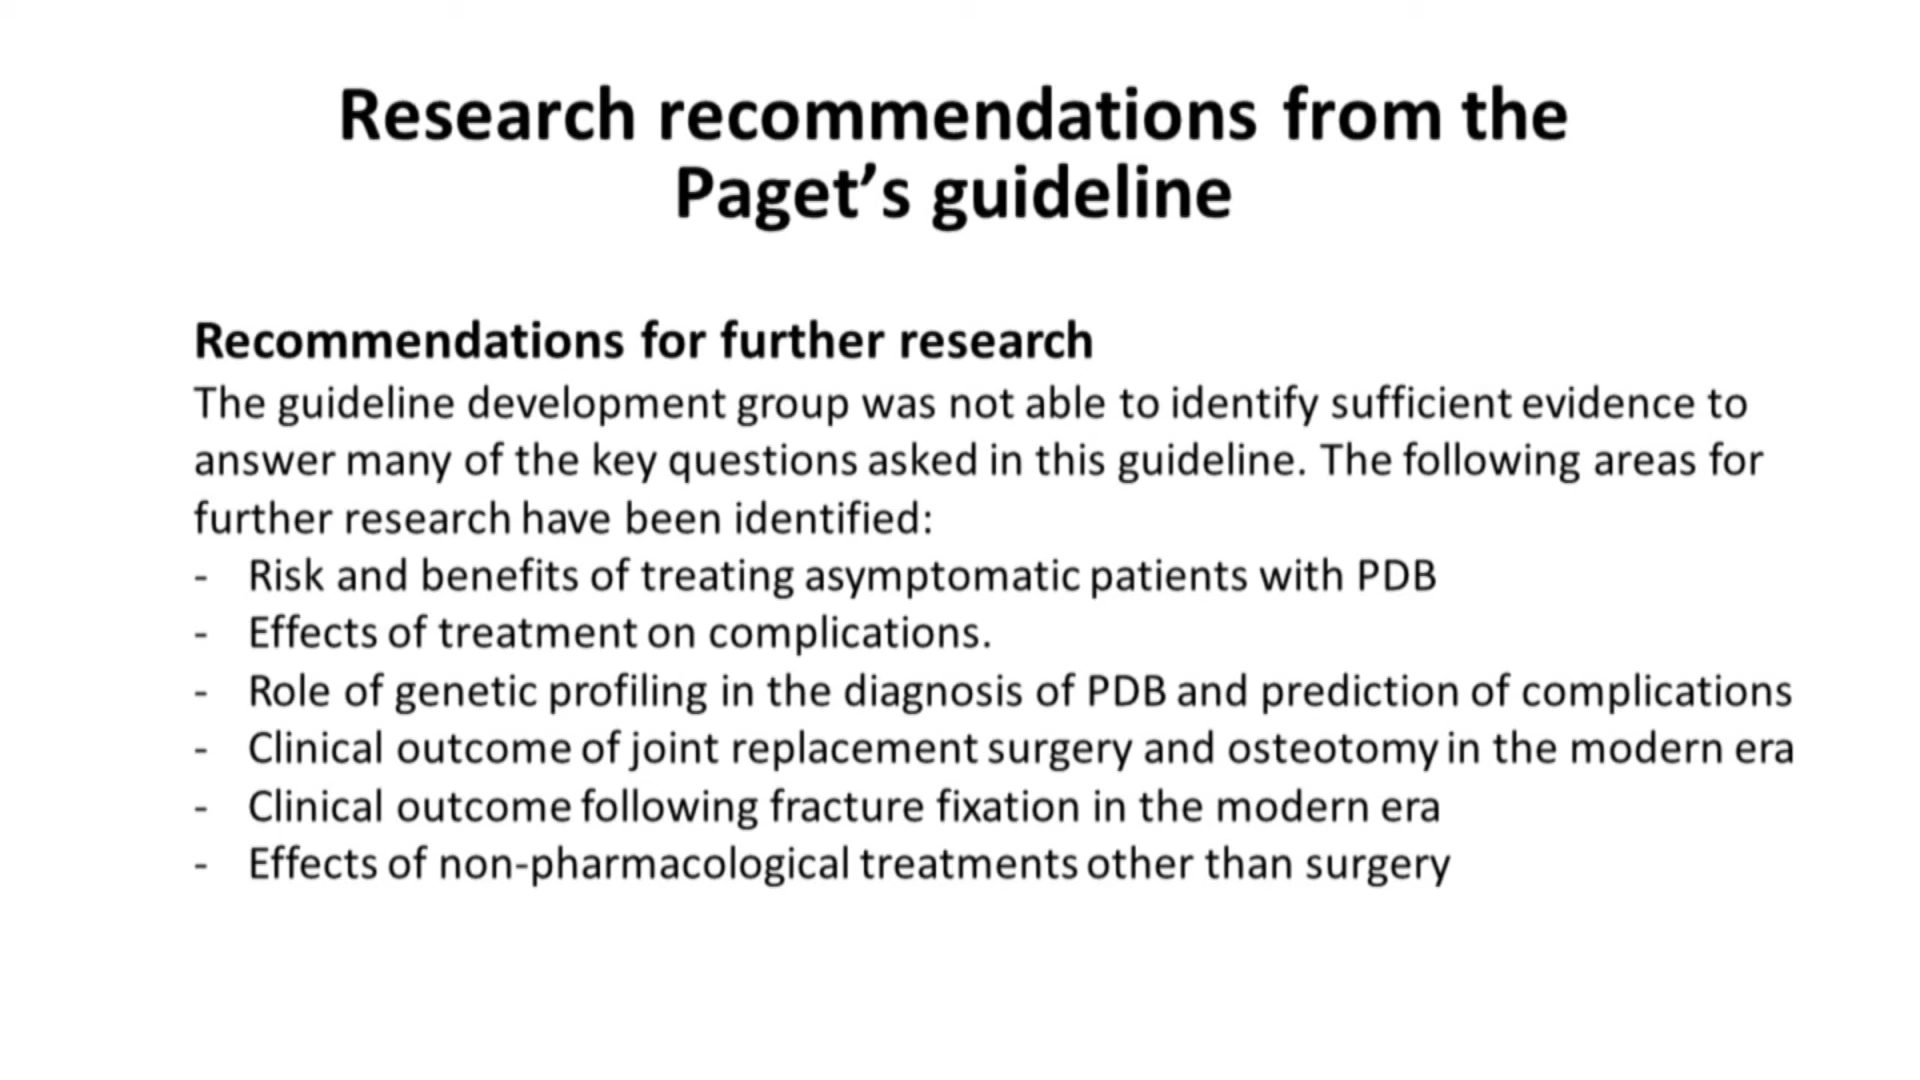 Research recommendations from the
Paget’s guideline
Recommendations for further research
The guideline development group was not able to identify sufficient evidence to
answer many of the key questions asked in this guideline. The following areas for
further research have been identified:
- Risk and benefits of treating asymptomatic patients with PDB
- Effects of treatment on complications.
- Role of genetic profiling in the diagnosis of PDB and prediction of complications
- Clinical outcome of joint replacement surgery and osteotomy in the modern era
- Clinical outcome following fracture fixation in the modern era
- Effects of non-pharmacological treatments other than surgery